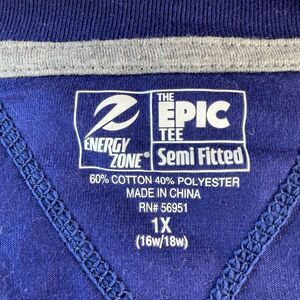 ENERGY
ZONE®
THE
EPIC
TEE
Semi Fitted
60% COTTON 40% POLYESTER
MADE IN CHINA
RN# 56951
1X
(16w/18w)